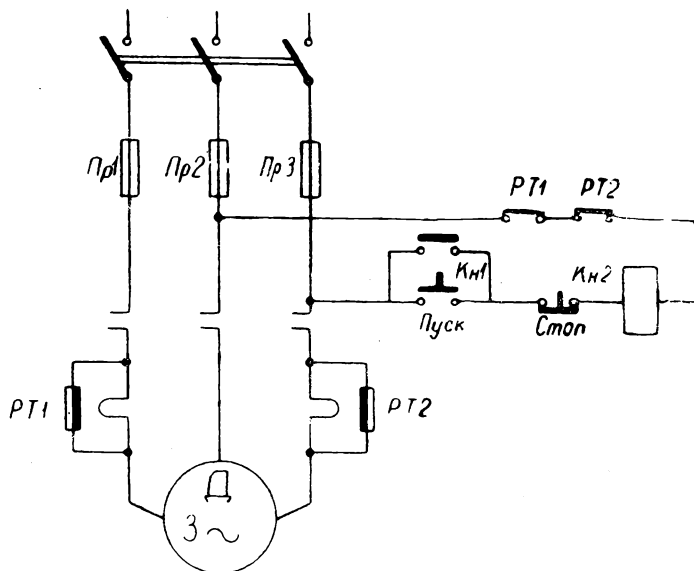 Пр1
Пр2
Пр3
РТ1
РТ2
Кн1
Кн2
Пуск
Стоп
РТ1
РТ2
Д
3 ~